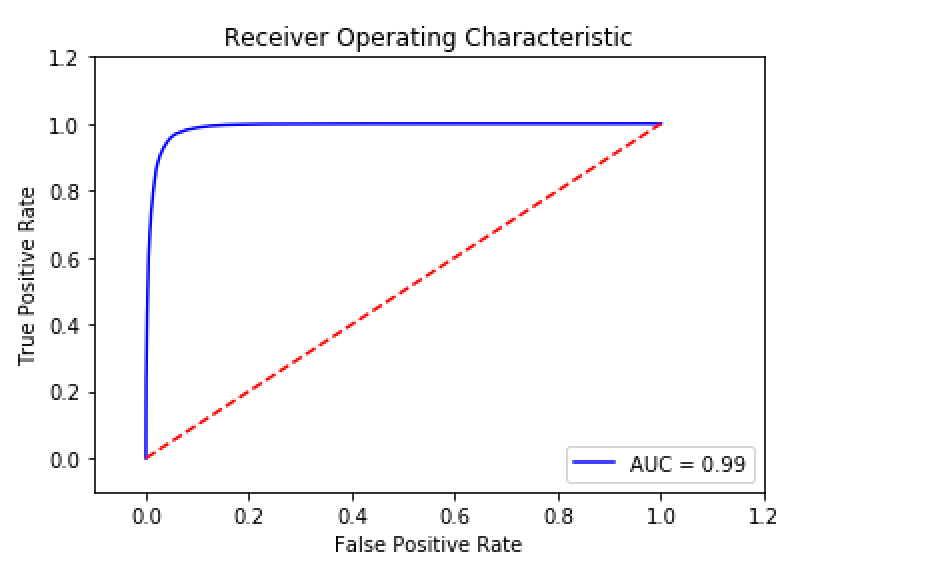 Receiver Operating Characteristic
1.2
1.0
0.8
0.6
0.4
0.2
0.0
True Positive Rate
AUC = 0.99
0.0 0.2 0.4 0.6 0.8 1.0 1.2
False Positive Rate